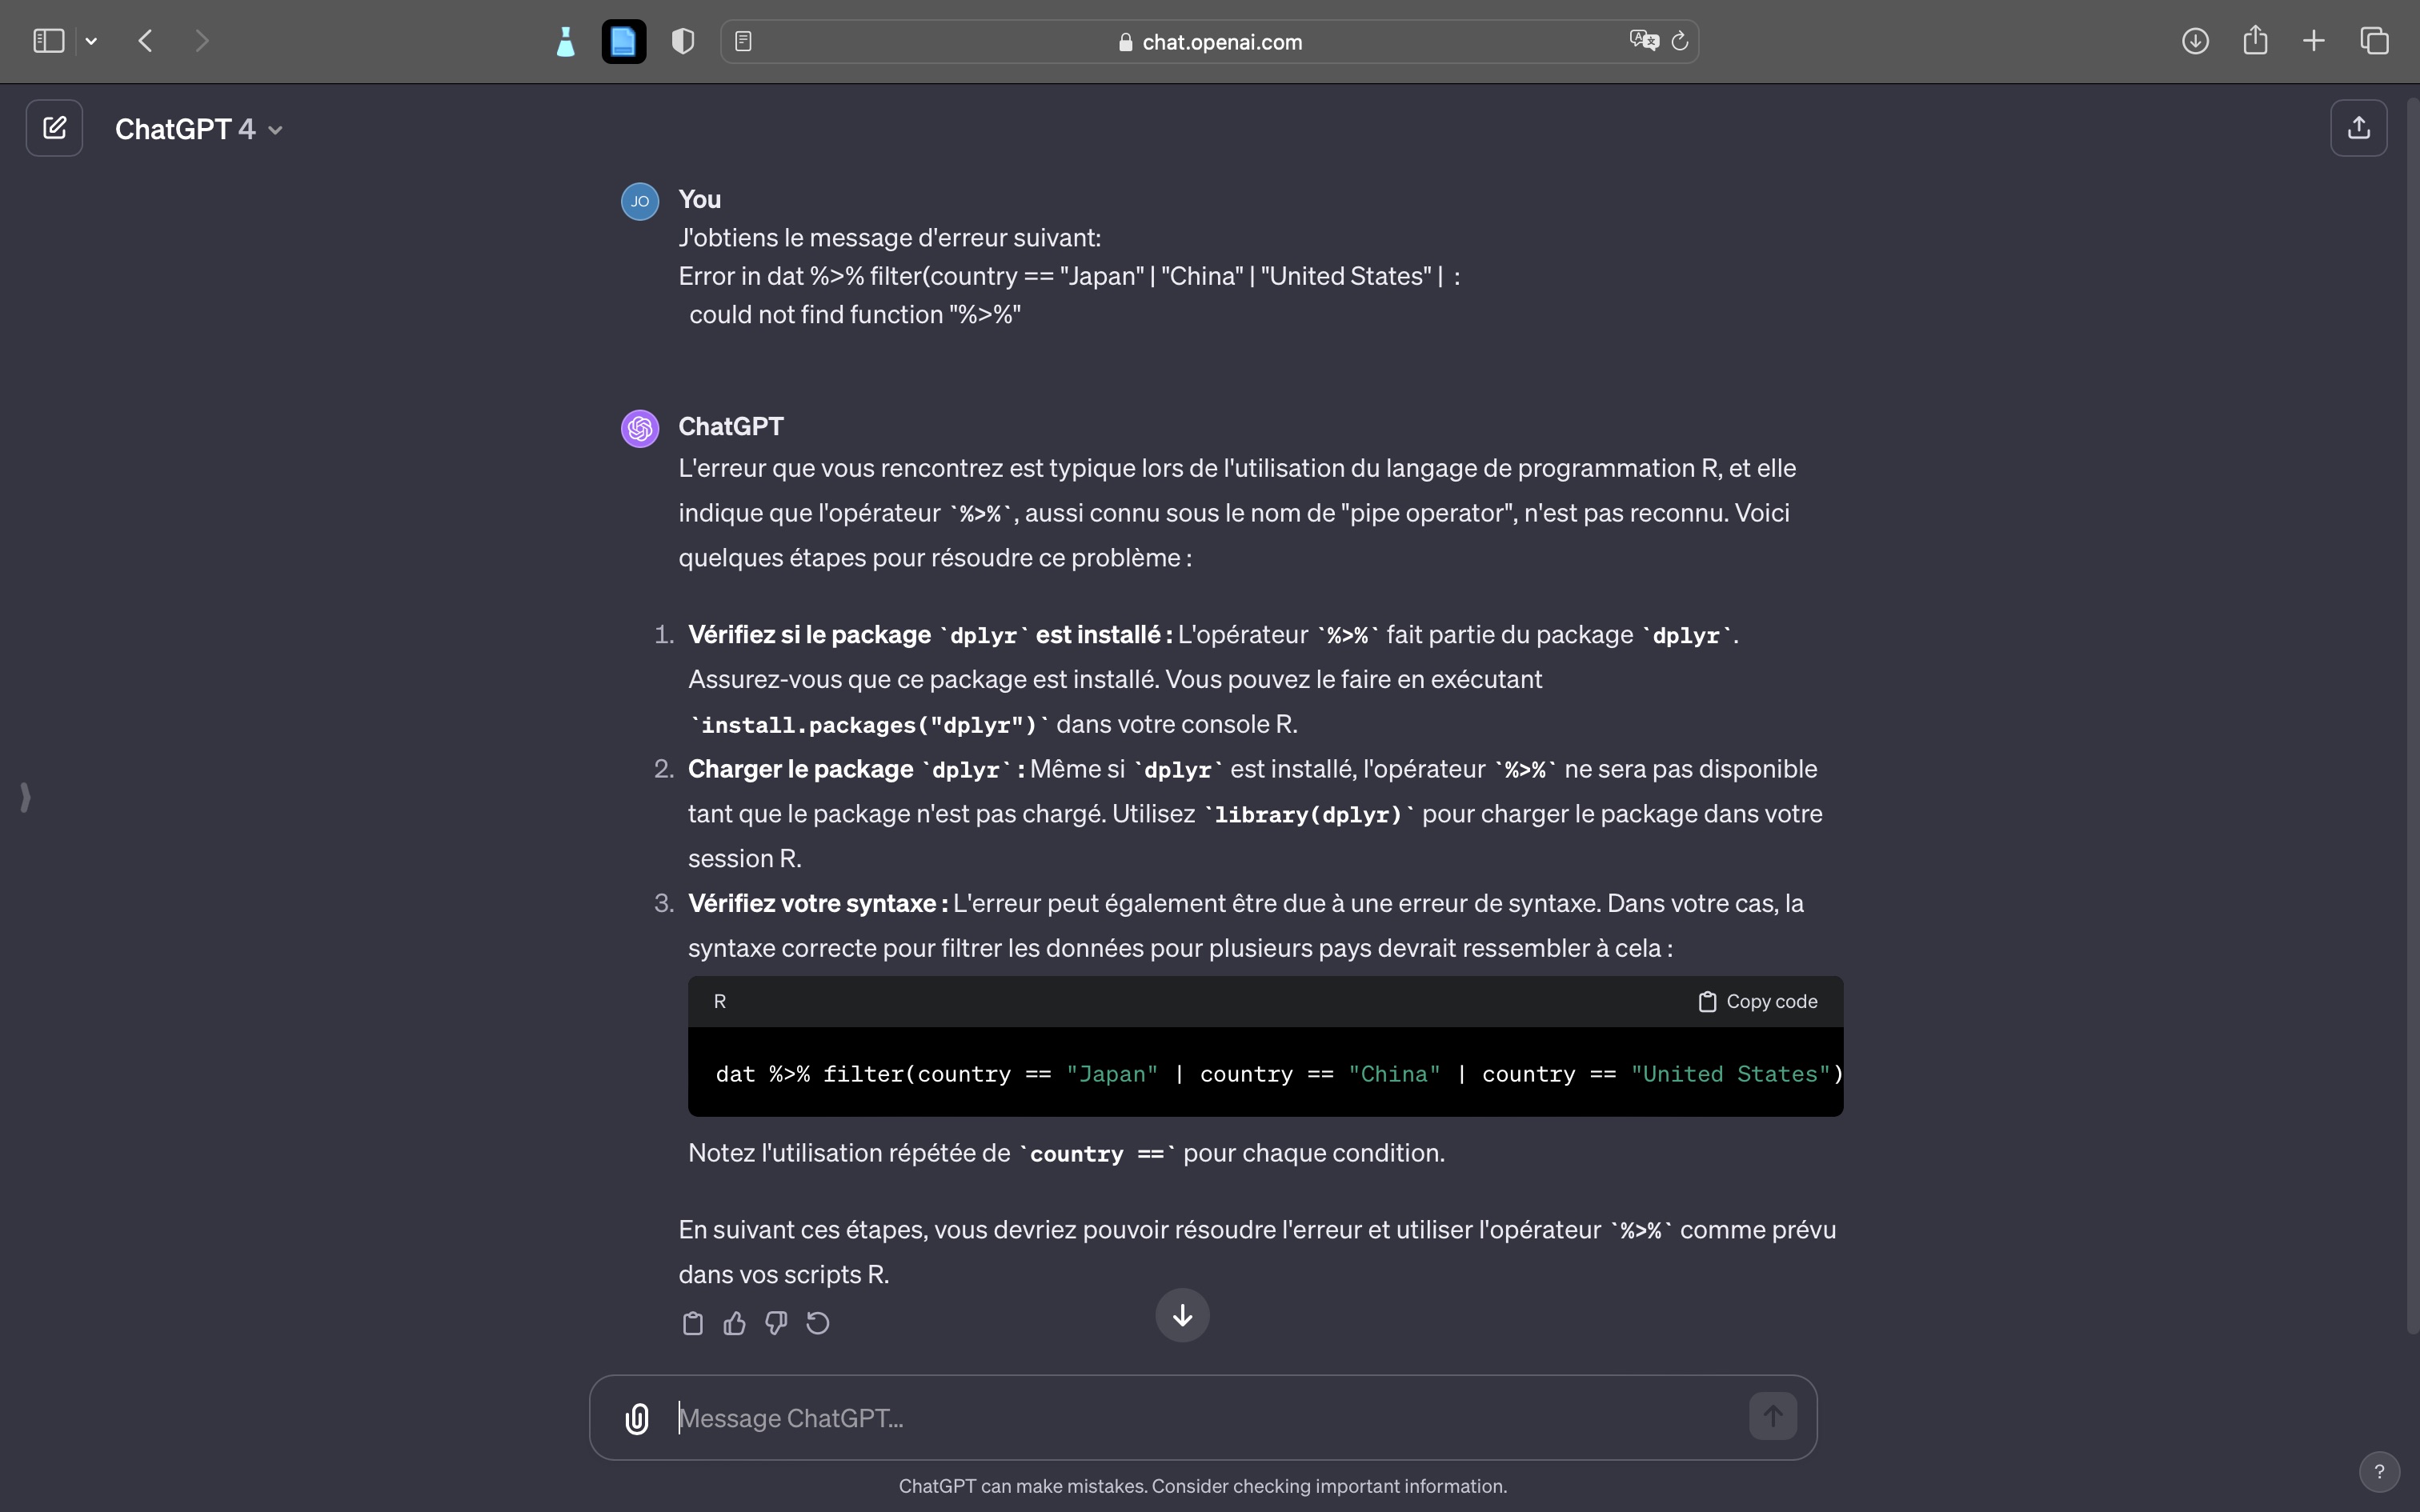 chat.openai.com
ChatGPT 4
JO
You
J'obtiens le message d'erreur suivant:
Error in dat %>% filter(country == "Japan" | "China" | "United States" | :
could not find function "%>%"
ChatGPT
L'erreur que vous rencontrez est typique lors de l'utilisation du langage de programmation R, et elle
indique que l'opérateur `%>%`, aussi connu sous le nom de "pipe operator", n'est pas reconnu. Voici
quelques étapes pour résoudre ce problème :
1. Vérifiez si le package `dplyr` est installé : L'opérateur `%>%` fait partie du package `dplyr`.
Assurez-vous que ce package est installé. Vous pouvez le faire en exécutant
`install.packages("dplyr")` dans votre console R.
2. Charger le package `dplyr` : Même si `dplyr` est installé, l'opérateur `%>%` ne sera pas disponible
tant que le package n'est pas chargé. Utilisez `library(dplyr)` pour charger le package dans votre
session R.
3. Vérifiez votre syntaxe : L'erreur peut également être due à une erreur de syntaxe. Dans votre cas, la
syntaxe correcte pour filtrer les données pour plusieurs pays devrait ressembler à cela :
R
Copy code
dat %>% filter(country == "Japan" | country == "China" | country == "United States")
Notez l'utilisation répétée de `country ==` pour chaque condition.
En suivant ces étapes, vous devriez pouvoir résoudre l'erreur et utiliser l'opérateur `%>%` comme prévu
dans vos scripts R.
Message ChatGPT...
ChatGPT can make mistakes. Consider checking important information.
?